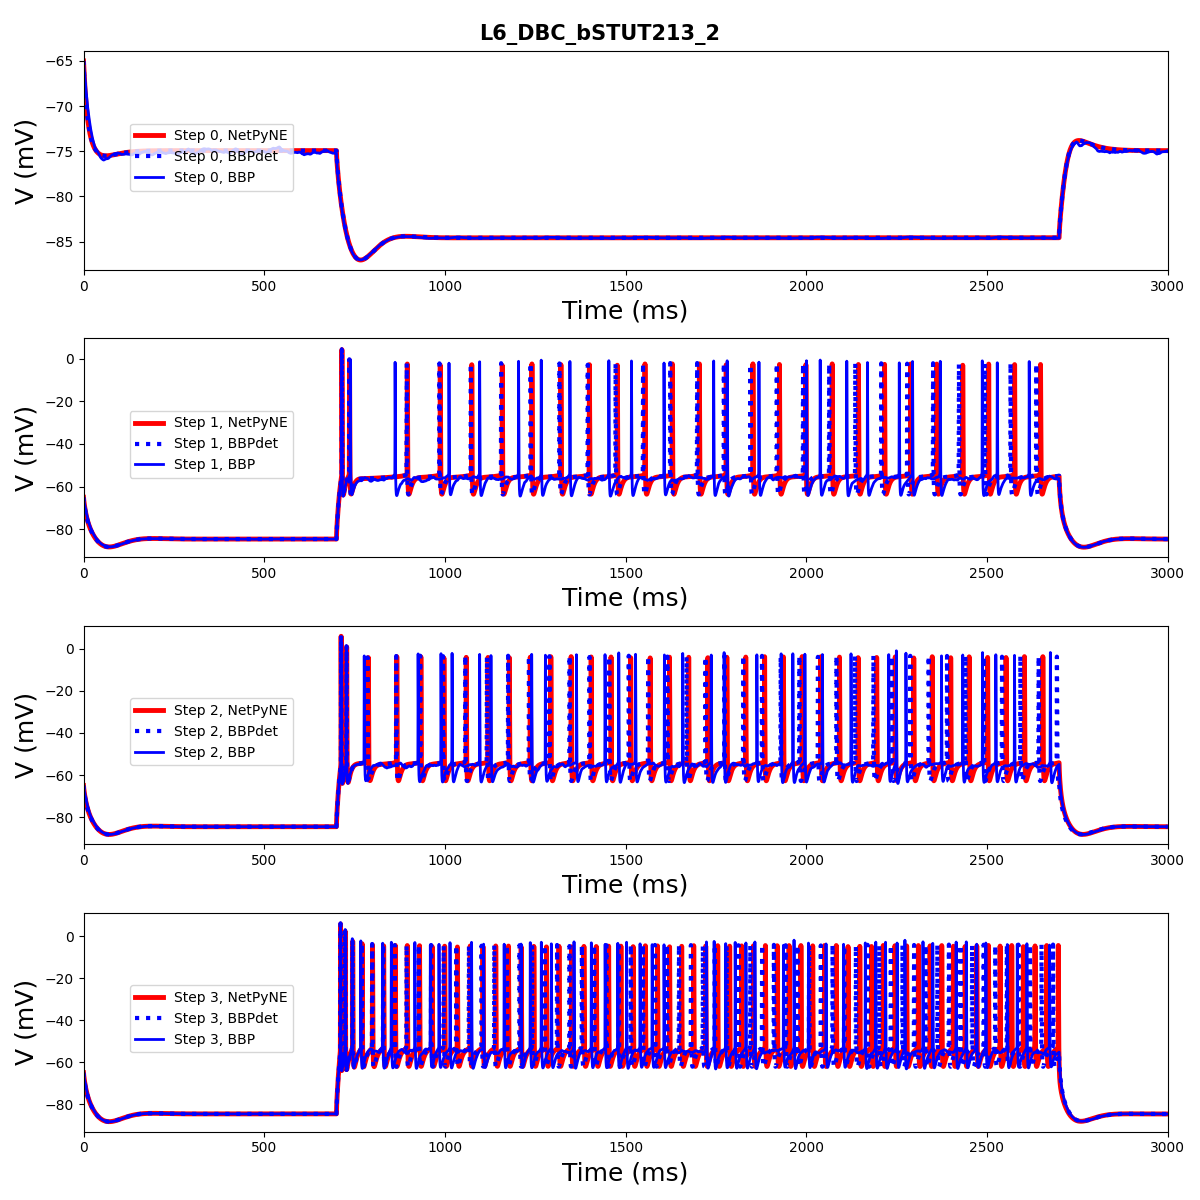 L6_DBC_bSTUT213_2
−65
−70
−75
−80
−85
V (mV)
Step 0, NetPyNE
Step 0, BBPdet
Step 0, BBP
0 500 1000 1500 2000 2500 3000
Time (ms)
0
−20
−40
−60
−80
V (mV)
Step 1, NetPyNE
Step 1, BBPdet
Step 1, BBP
0 500 1000 1500 2000 2500 3000
Time (ms)
0
−20
−40
−60
−80
V (mV)
Step 2, NetPyNE
Step 2, BBPdet
Step 2, BBP
0 500 1000 1500 2000 2500 3000
Time (ms)
0
−20
−40
−60
−80
V (mV)
Step 3, NetPyNE
Step 3, BBPdet
Step 3, BBP
0 500 1000 1500 2000 2500 3000
Time (ms)